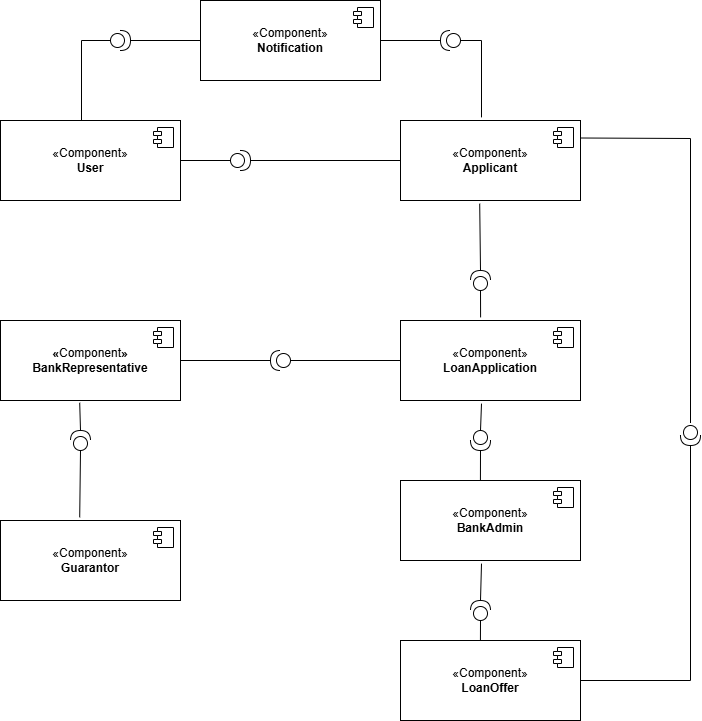 «Component»
Notification
«Component»
User
«Component»
Applicant
«Component»
BankRepresentative
«Component»
LoanApplication
«Component»
BankAdmin
«Component»
Guarantor
«Component»
LoanOffer